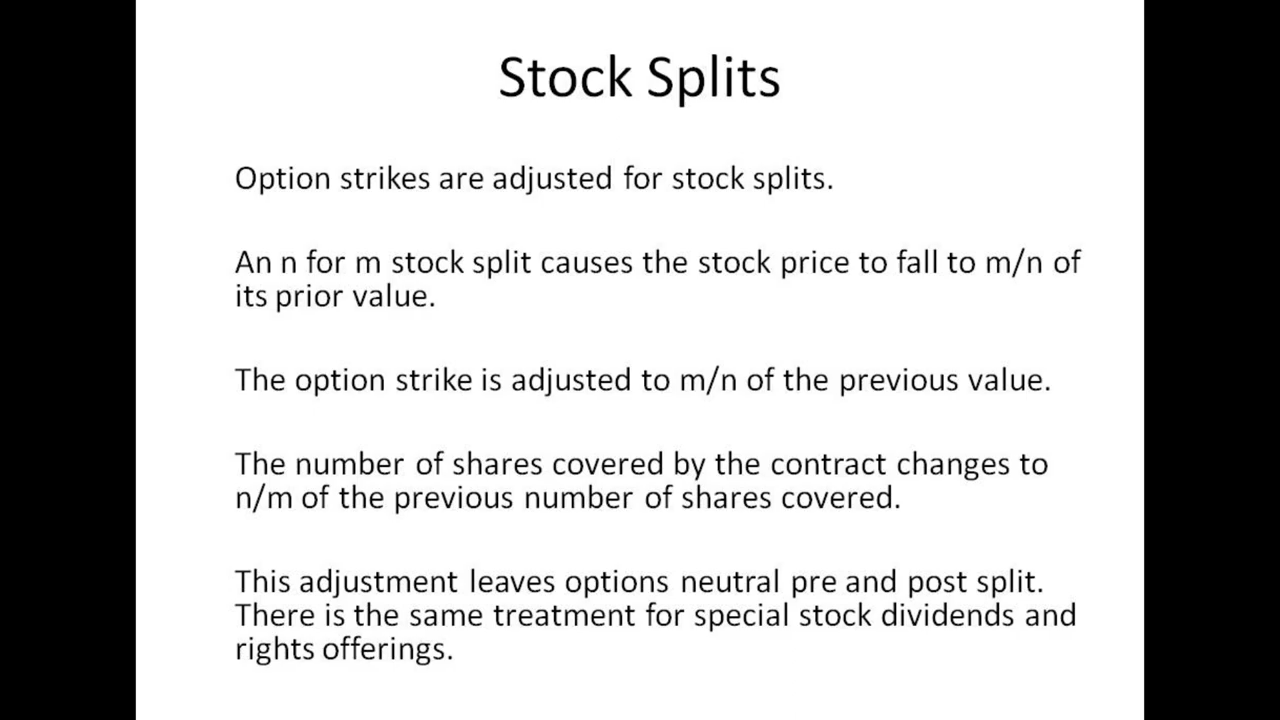 Stock Splits
Option strikes are adjusted for stock splits.
An n for m stock split causes the stock price to fall to m/n of
its prior value.
The option strike is adjusted to m/n of the previous value.
The number of shares covered by the contract changes to
n/m of the previous number of shares covered.
This adjustment leaves options neutral pre and post split.
There is the same treatment for special stock dividends and
rights offerings.